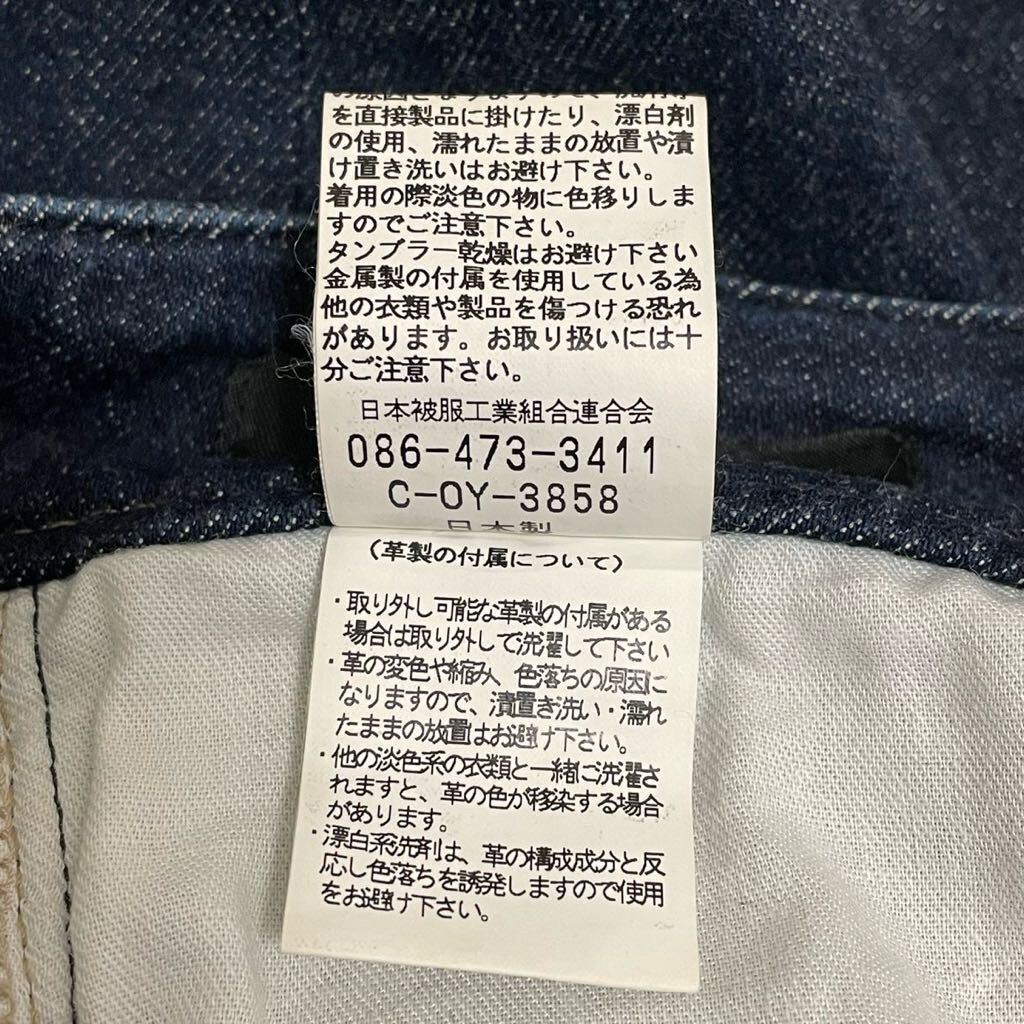 を直接製品に掛けたり、漂白剤
の使用、濡れたままの放置や漬
け置き洗いはお避け下さい。
着用の際淡色の物に色移りしま
すのでご注意下さい。
タンブラー乾燥はお避け下さい
金属製の付属を使用している為
他の衣類や製品を傷つける恐れ
があります。お取り扱いには十
分ご注意下さい。
日本被服工業組合連合会
086-473-3411
C-OY-3858
日本製
(革製の付属について)
・取り外し可能な革製の付属がある
場合は取り外して洗濯して下さい
・革の変色や縮み、色落ちの原因に
なりますので、漬置き洗い・濡れ
たままの放置はお避け下さい。
・他の淡色系の衣類と一緒に洗濯さ
れますと、革の色が移染する場合
があります。
・漂白系洗剤は、革の構成成分と反
応し色落ちを誘発しますので使用
をお避け下さい。